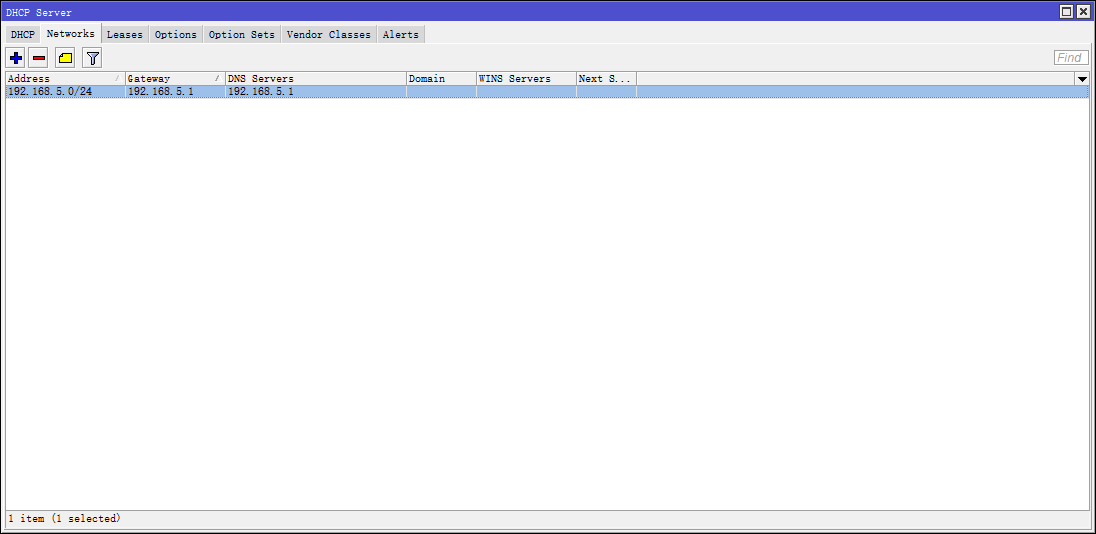 DHCP Server
DHCP Networks Leases Options Option Sets Vendor Classes Alerts
Find
Address Gateway DNS Servers Domain WINS Servers Next S...
192.168.5.0/24 192.168.5.1 192.168.5.1
1 item (1 selected)